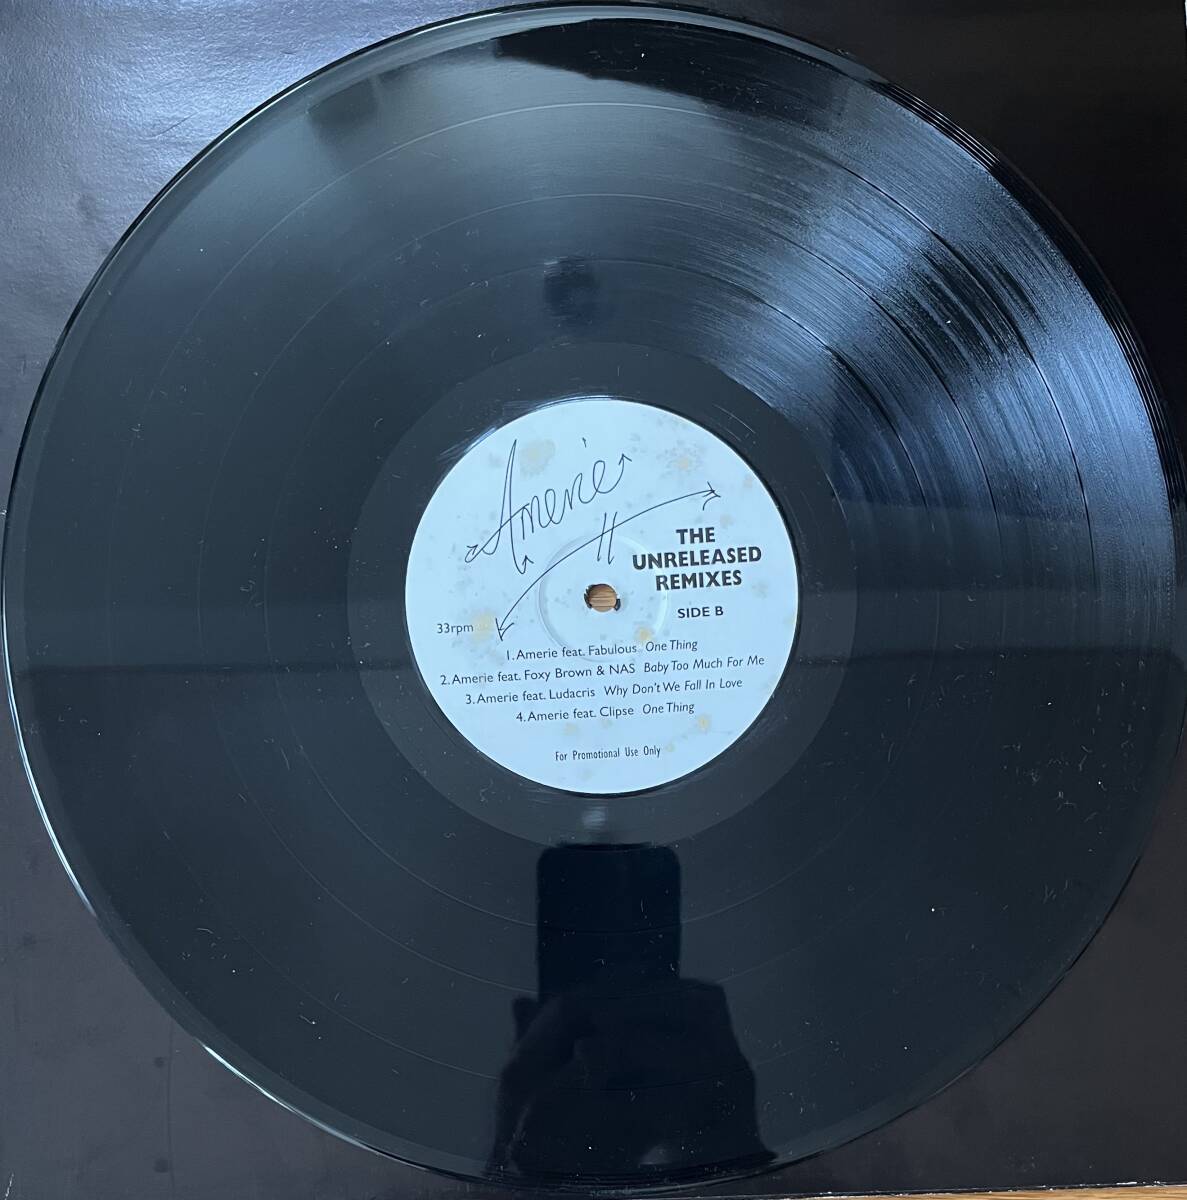 Amerie
THE
UNRELEASED
REMIXES
SIDE B
33rpm
1. Amerie feat. Fabulous One Thing
2. Amerie feat. Foxy Brown & NAS Baby Too Much For Me
3. Amerie feat. Ludacris Why Don't We Fall In Love
4. Amerie feat. Clipse One Thing
For Promotional Use Only